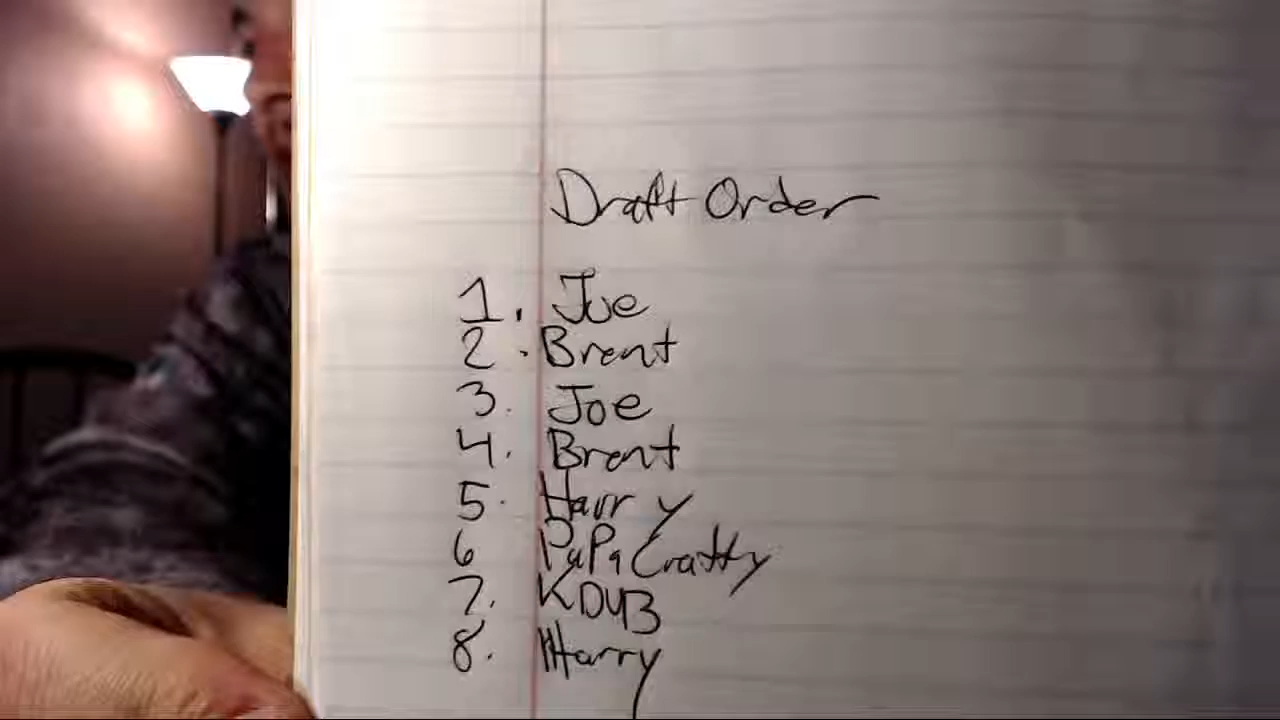 Draft Order
1. Joe
2. Brent
3. Joe
4. Brent
5. Harry
6 PaPa Cratty
7. KDUB
8. Harry